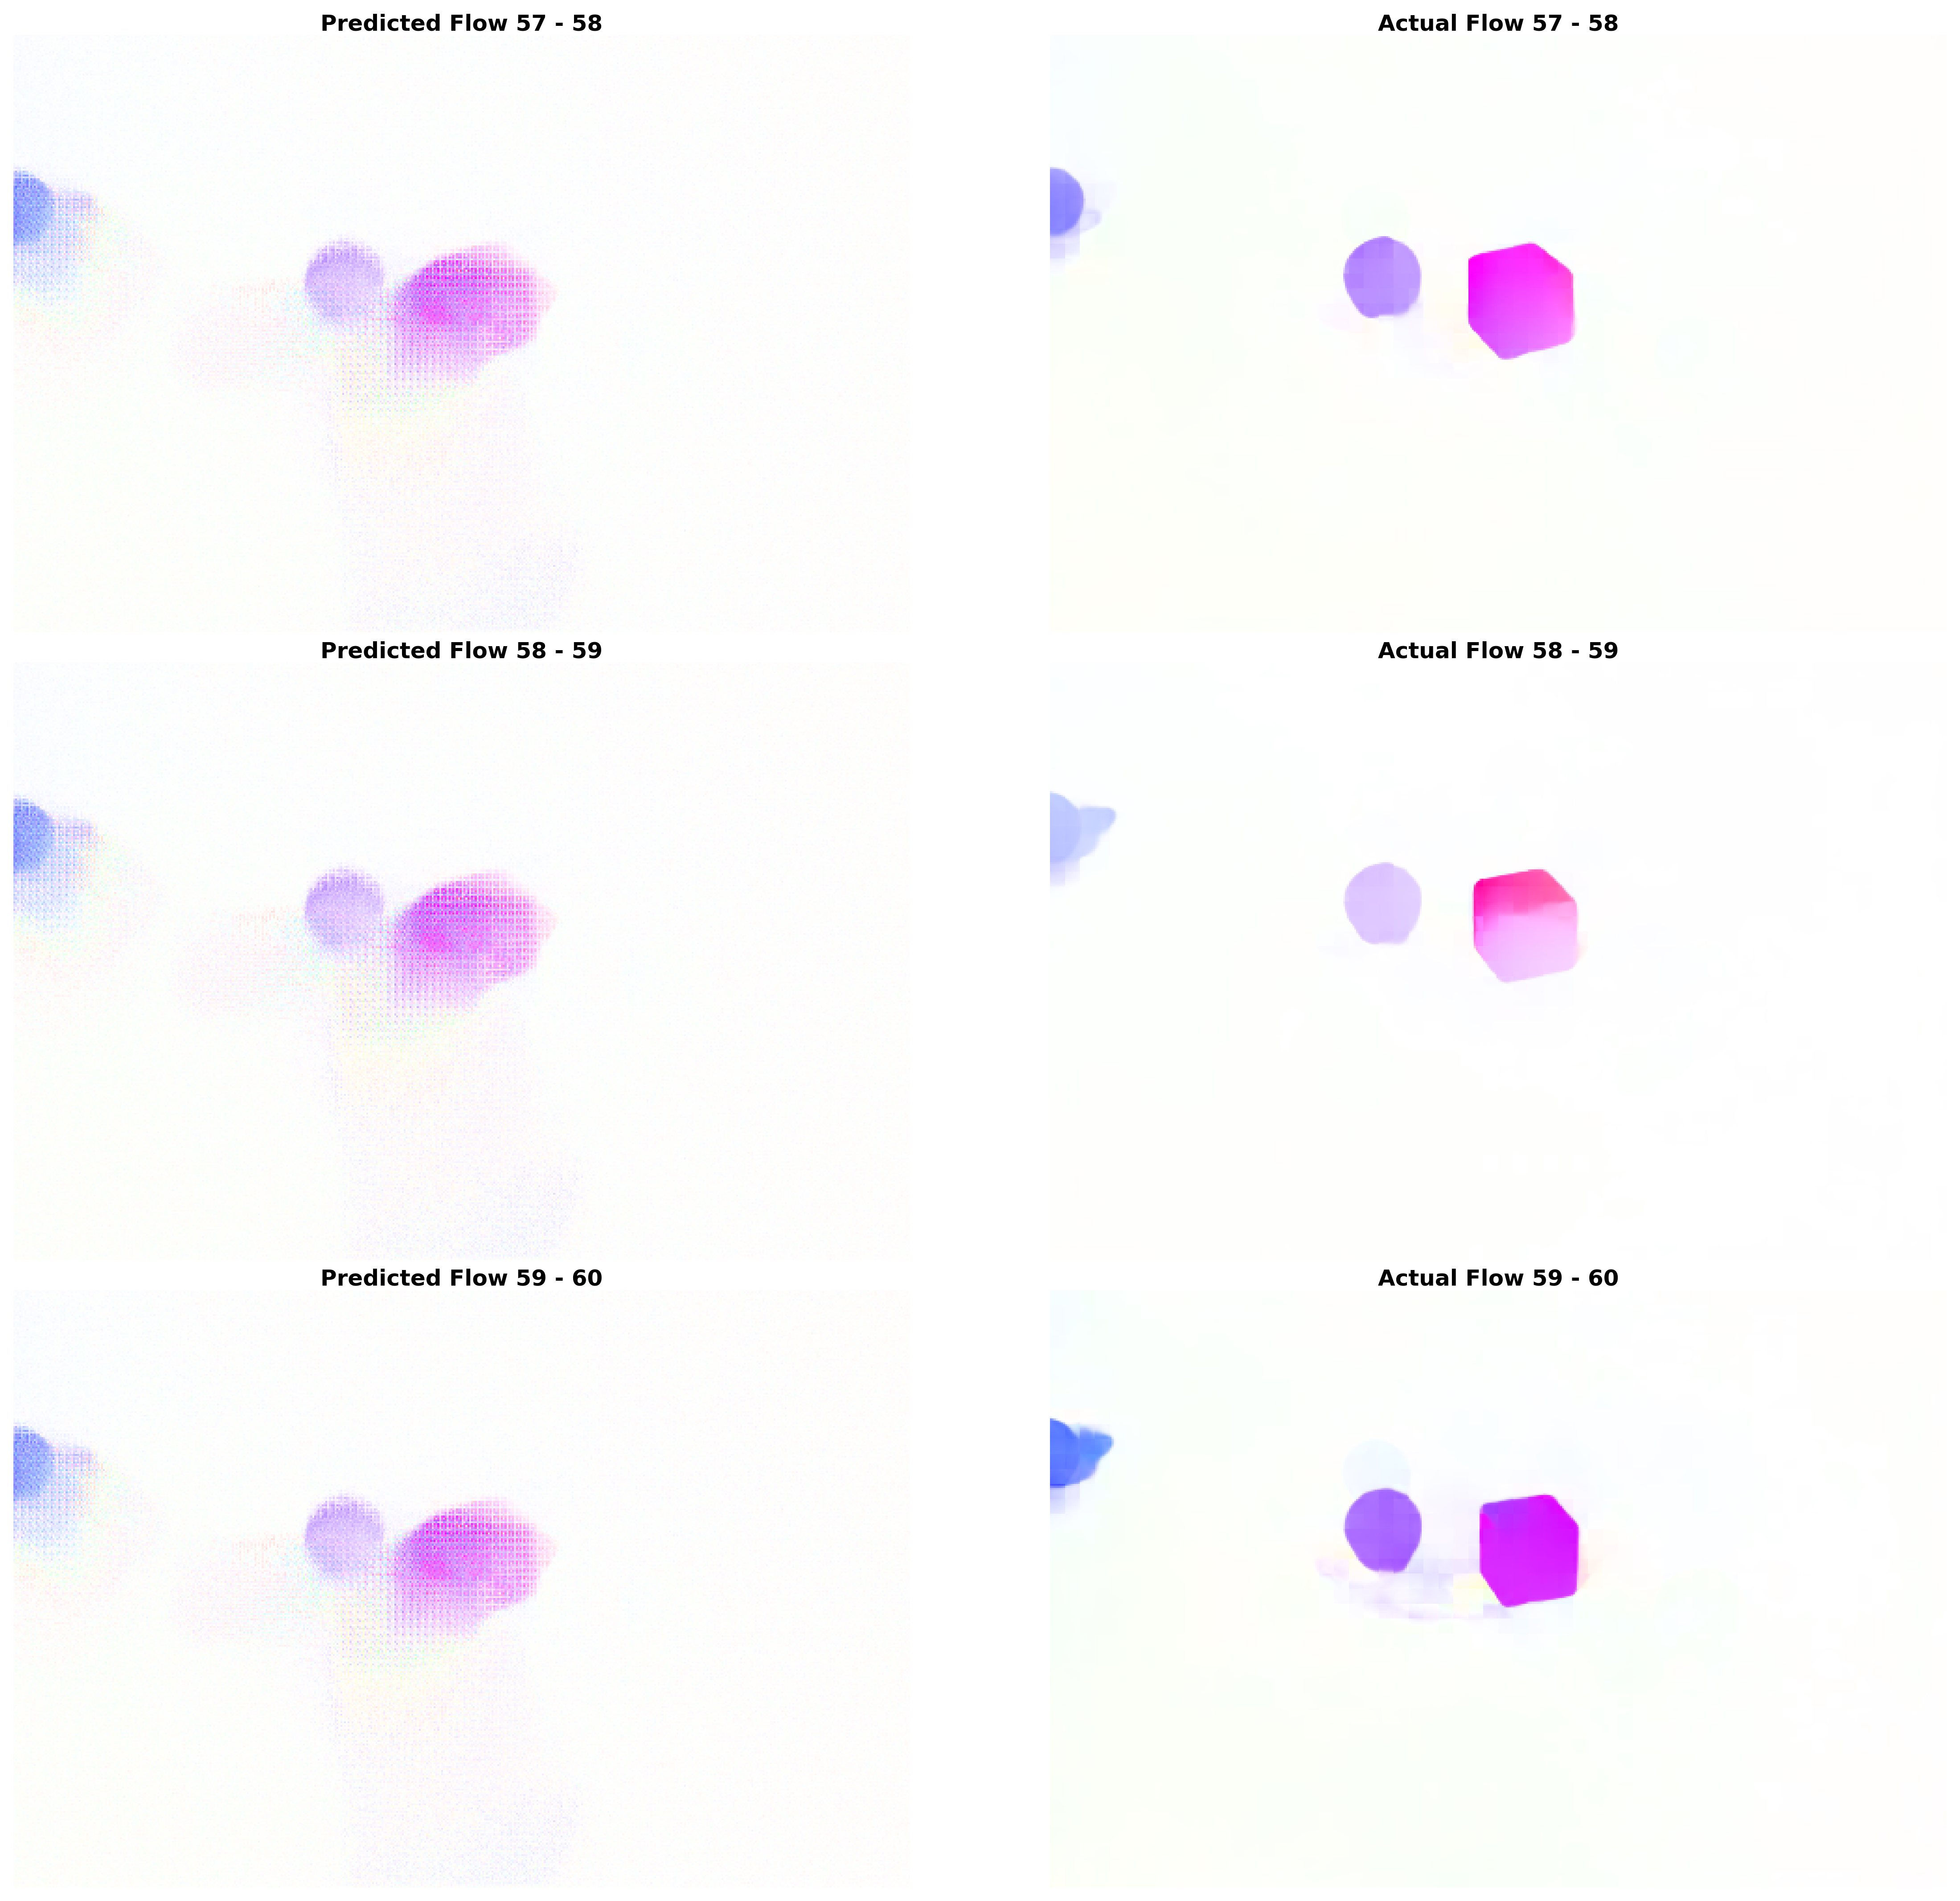 Predicted Flow 57 - 58
Actual Flow 57 - 58
Predicted Flow 58 - 59
Actual Flow 58 - 59
Predicted Flow 59 - 60
Actual Flow 59 - 60